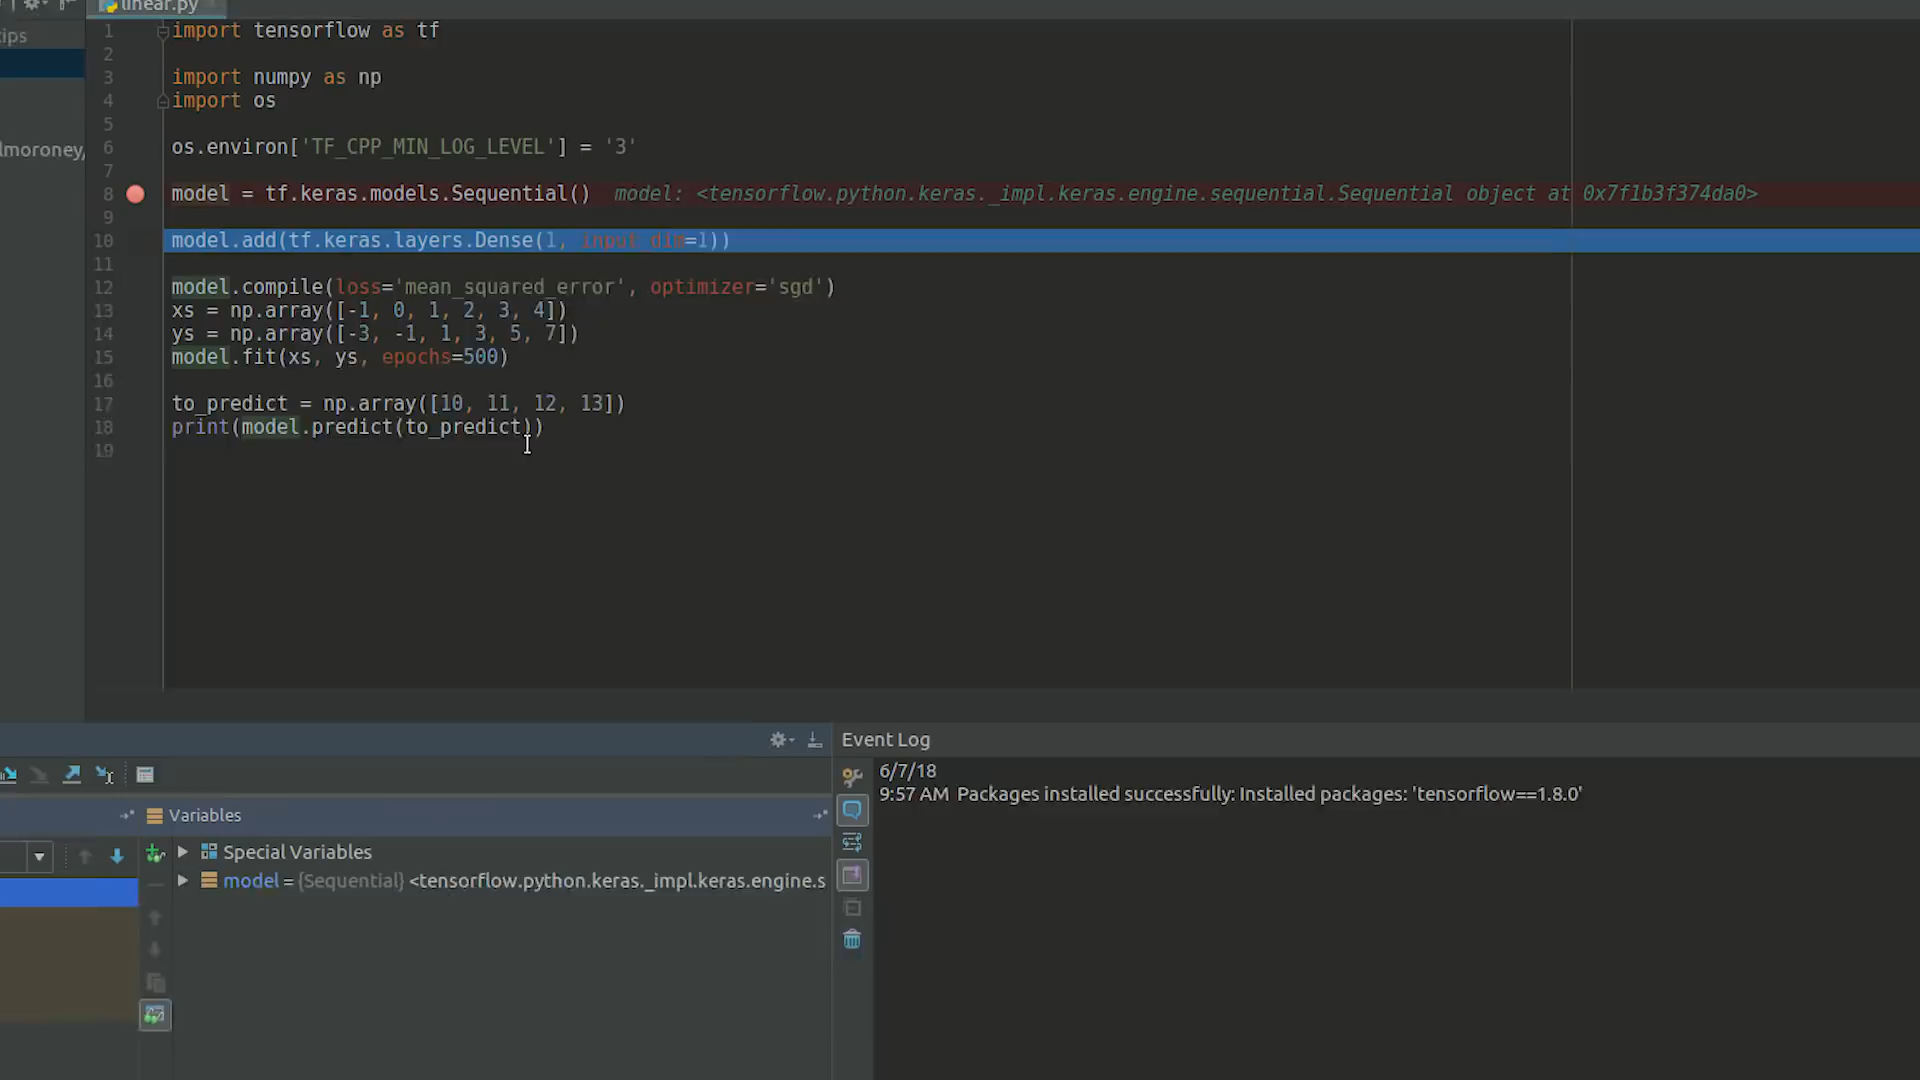 linear.py
ips
lmoroney,
1 import tensorflow as tf
2
3 import numpy as np
4 import os
5
6 os.environ['TF_CPP_MIN_LOG_LEVEL'] = '3'
7
8 model = tf.keras.models.Sequential() model: <tensorflow.python.keras._impl.keras.engine.sequential.Sequential object at 0x7f1b3f374da0>
9
10 model.add(tf.keras.layers.Dense(1, input_dim=1))
11
12 model.compile(loss='mean_squared_error', optimizer='sgd')
13 xs = np.array([-1, 0, 1, 2, 3, 4])
14 ys = np.array([-3, -1, 1, 3, 5, 7])
15 model.fit(xs, ys, epochs=500)
16
17 to_predict = np.array([10, 11, 12, 13])
18 print(model.predict(to_predict))
19
Event Log
6/7/18
9:57 AM Packages installed successfully: Installed packages: 'tensorflow==1.8.0'
Variables
Special Variables
model = {Sequential} <tensorflow.python.keras._impl.keras.engine.s